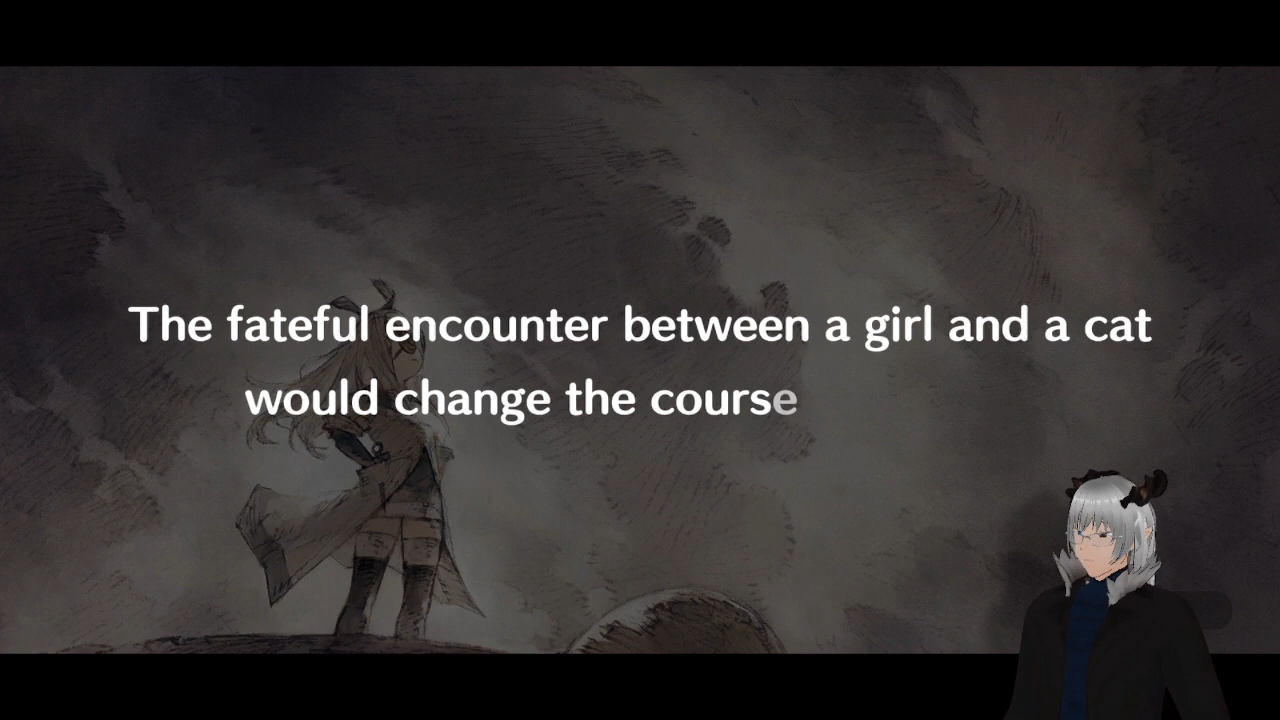 The fateful encounter between a girl and a cat
would change the course